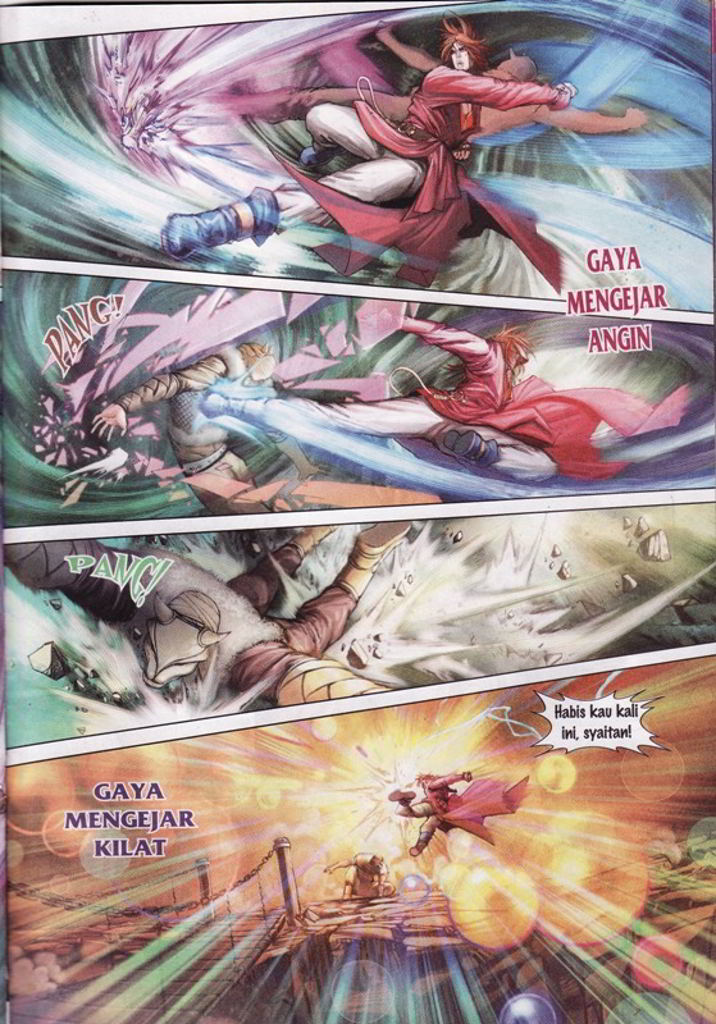 GAYA
MENGEJAR
ANGIN
PANG!
PANG!
Habis kau kali
ini, syaitan!
GAYA
MENGEJAR
KILAT